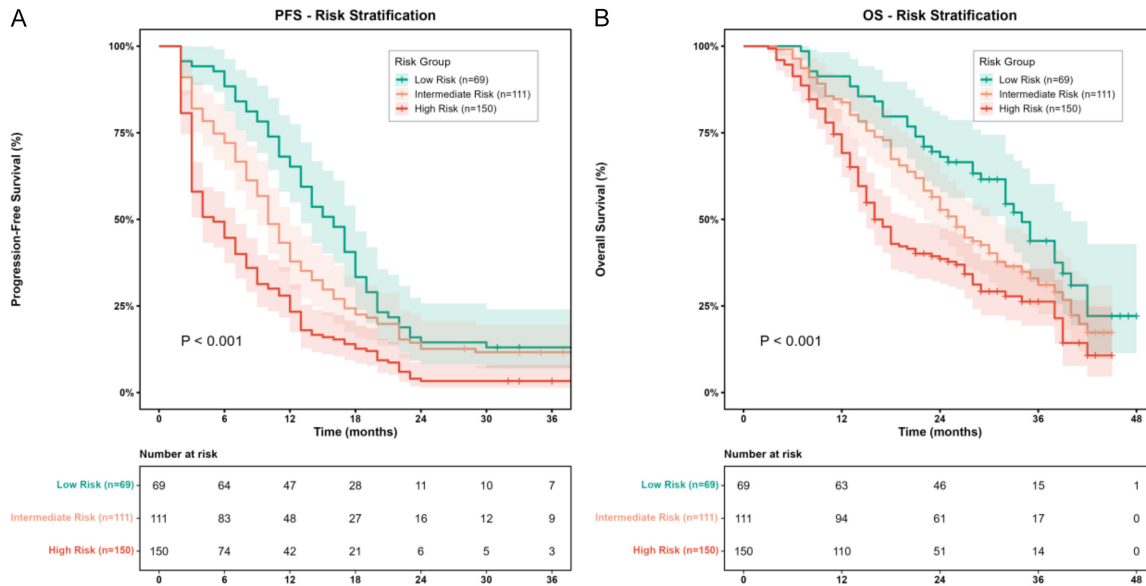 A
PFS - Risk Stratification
Progression-Free Survival (%)
100%
75%
50%
25%
0%
Risk Group
Low Risk (n=69)
Intermediate Risk (n=111)
High Risk (n=150)
P < 0.001
0 6 12 18 24 30 36
Time (months)
Number at risk
Low Risk (n=69) 69 64 47 28 11 10 7
Intermediate Risk (n=111) 111 83 48 27 16 12 9
High Risk (n=150) 150 74 42 21 6 5 3
0 6 12 18 24 30 36
B
OS - Risk Stratification
Overall Survival (%)
100%
75%
50%
25%
0%
Risk Group
Low Risk (n=69)
Intermediate Risk (n=111)
High Risk (n=150)
P < 0.001
0 12 24 36 48
Time (months)
Number at risk
Low Risk (n=69) 69 63 46 15 1
Intermediate Risk (n=111) 111 94 61 17 0
High Risk (n=150) 150 110 51 14 0
0 12 24 36 48